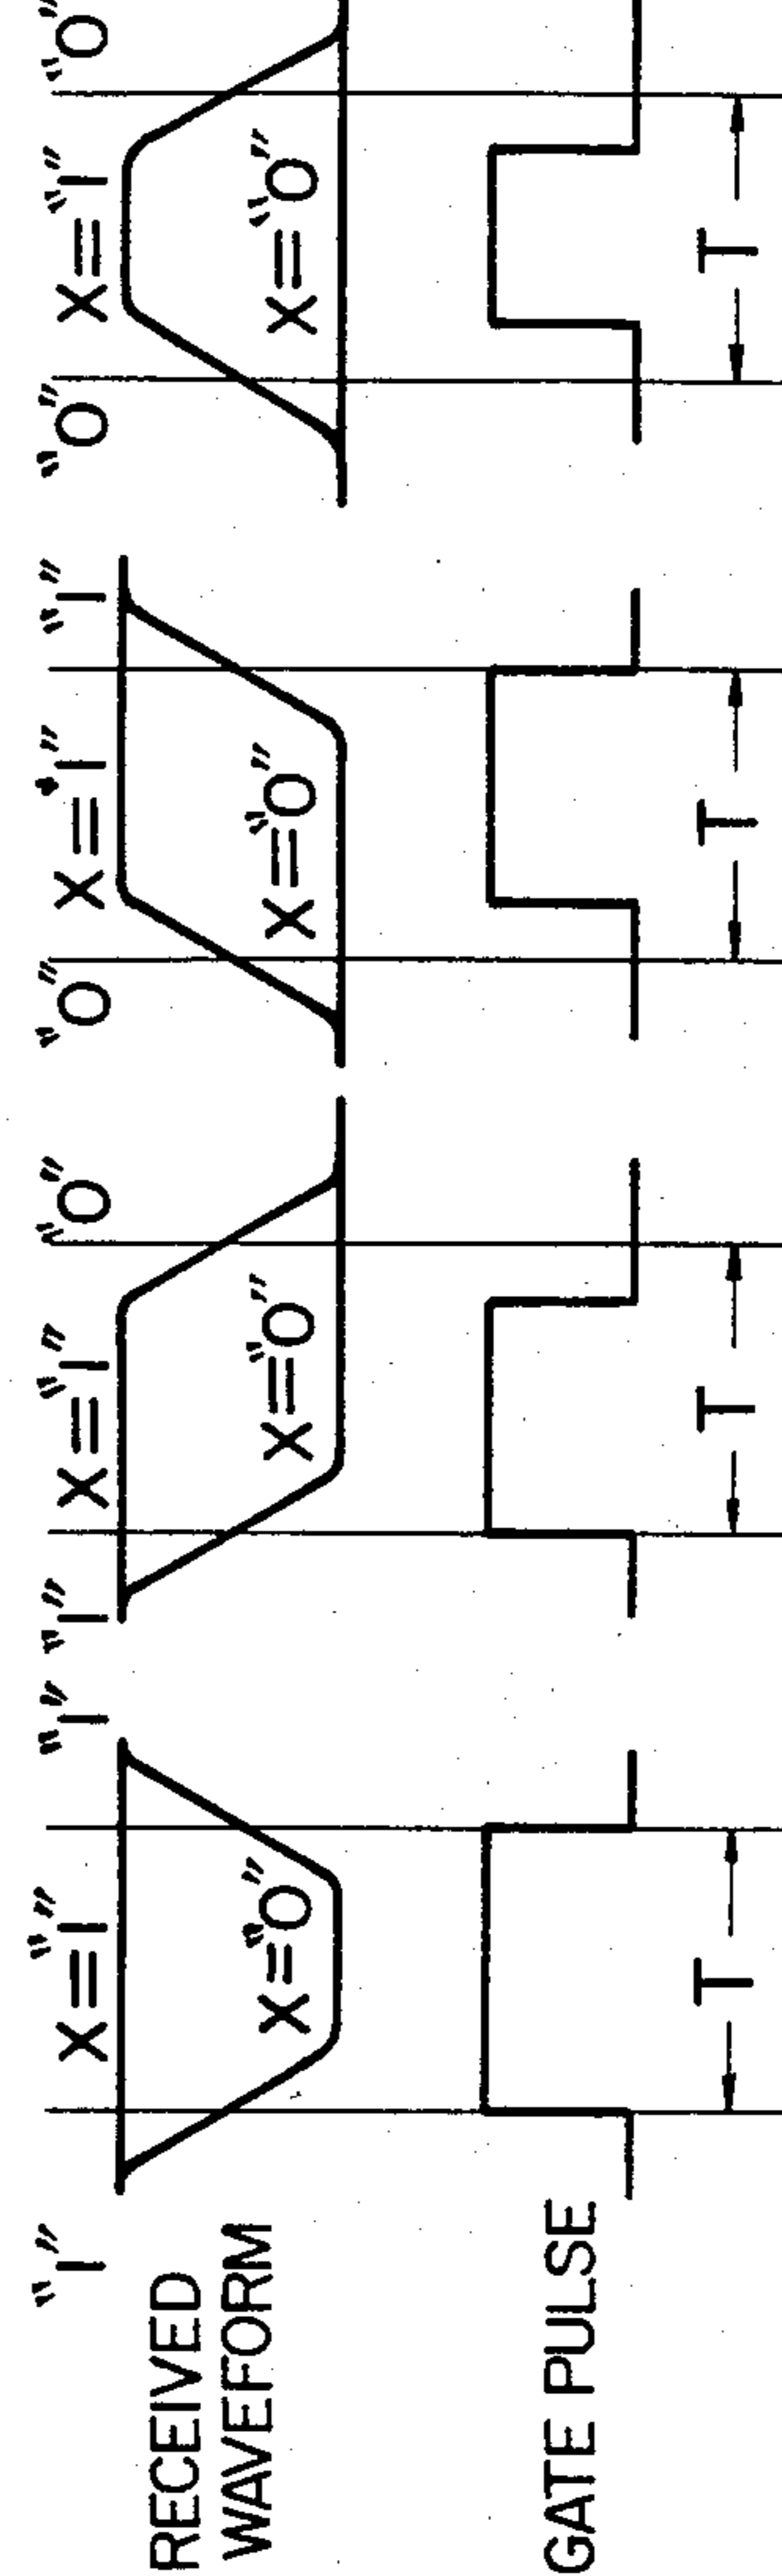 "1" X="1" "1" "1" X="1" "0" "0" X="1" "1" "0" X="1" "0"
RECEIVED
WAVEFORM
X="0" X="0" X="0" X="0"
GATE PULSE
T T T T